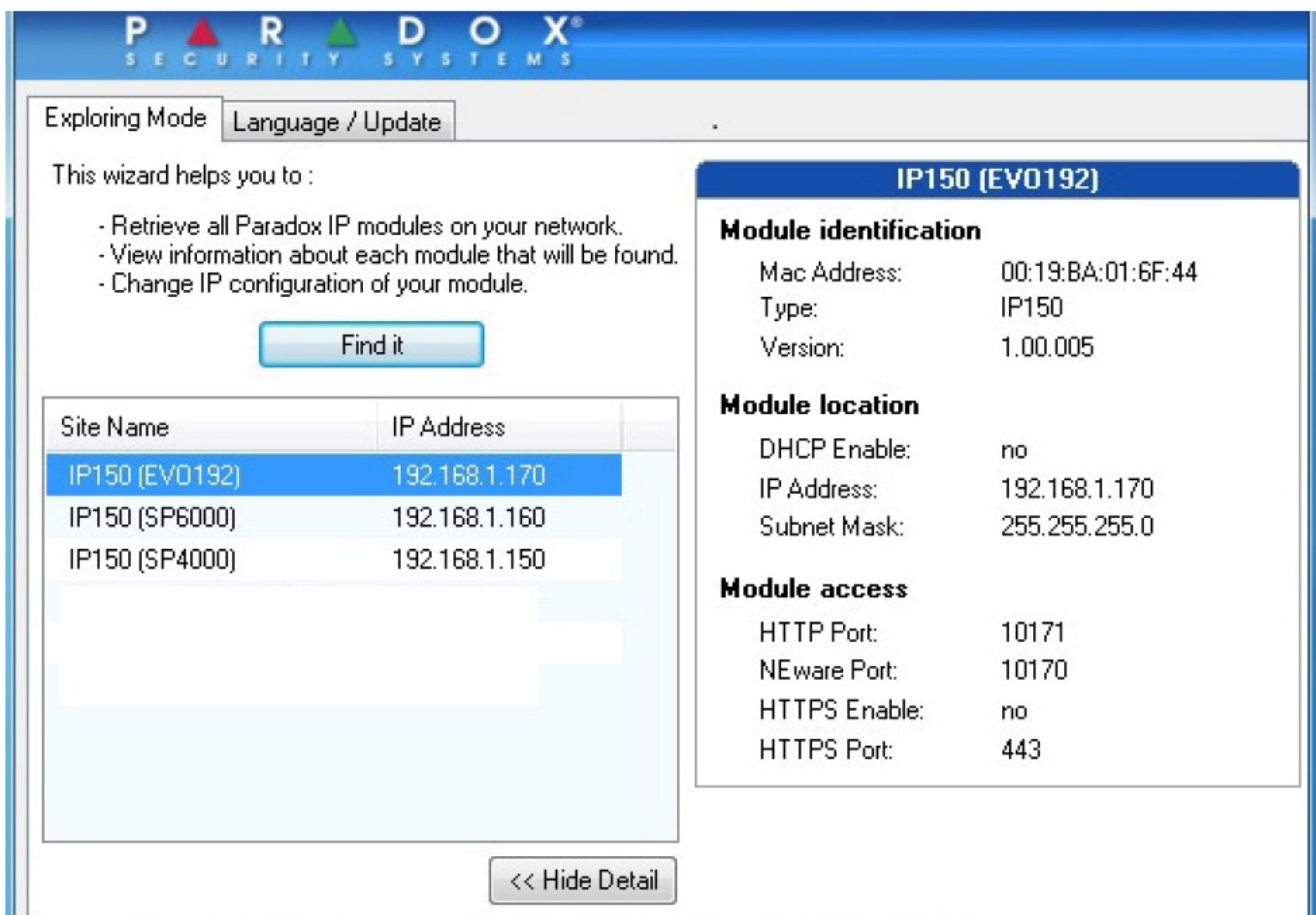 PARADOX®
SECURITY SYSTEMS
Exploring Mode
Language / Update
This wizard helps you to :
- Retrieve all Paradox IP modules on your network.
- View information about each module that will be found.
- Change IP configuration of your module.
Find it
Site Name IP Address
IP150 (EVO192) 192.168.1.170
IP150 (SP6000) 192.168.1.160
IP150 (SP4000) 192.168.1.150
<< Hide Detail
IP150 (EVO192)
Module identification
Mac Address: 00:19:BA:01:6F:44
Type: IP150
Version: 1.00.005
Module location
DHCP Enable: no
IP Address: 192.168.1.170
Subnet Mask: 255.255.255.0
Module access
HTTP Port: 10171
NEware Port: 10170
HTTPS Enable: no
HTTPS Port: 443